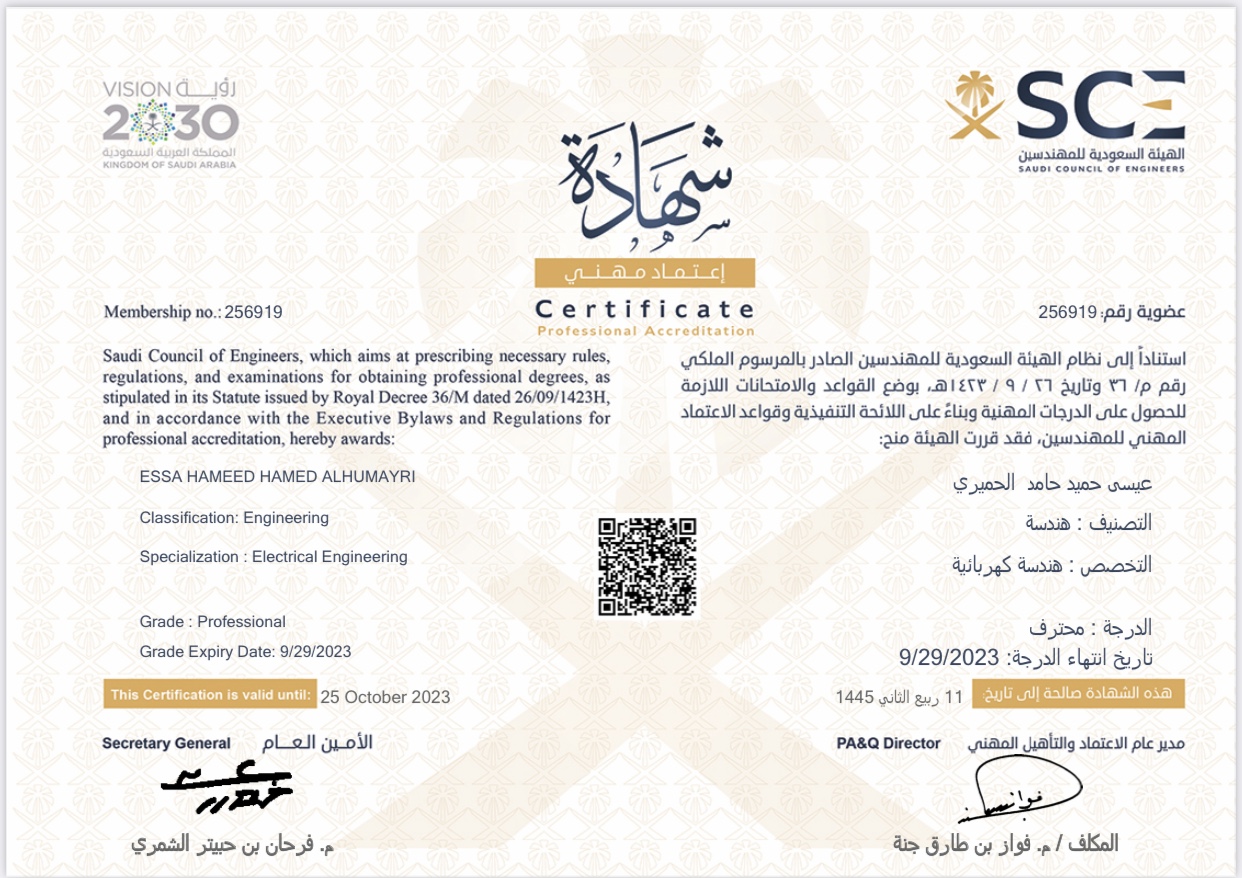 VISION رؤيــة
2030
المملكة العربية السعودية
KINGDOM OF SAUDI ARABIA
SCE
الهيئة السعودية للمهندسين
SAUDI COUNCIL OF ENGINEERS
شهادة
إعـتـمـاد مـهـنـي
Certificate
Professional Accreditation
Membership no.: 256919
عضوية رقم: 256919
Saudi Council of Engineers, which aims at prescribing necessary rules,
regulations, and examinations for obtaining professional degrees, as
stipulated in its Statute issued by Royal Decree 36/M dated 26/09/1423H,
and in accordance with the Executive Bylaws and Regulations for
professional accreditation, hereby awards:
استناداً إلى نظام الهيئة السعودية للمهندسين الصادر بالمرسوم الملكي
رقم م/ ٣٦ وتاريخ ٢٦ / ٩ / ١٤٢٣هـ، بوضع القواعد والامتحانات اللازمة
للحصول على الدرجات المهنية وبناءً على اللائحة التنفيذية وقواعد الاعتماد
المهني للمهندسين، فقد قررت الهيئة منح:
ESSA HAMEED HAMED ALHUMAYRI
Classification: Engineering
Specialization : Electrical Engineering
Grade : Professional
Grade Expiry Date: 9/29/2023
عيسى حميد حامد الحميري
التصنيف : هندسة
التخصص : هندسة كهربائية
الدرجة : محترف
تاريخ انتهاء الدرجة: 9/29/2023
This Certification is valid until: 25 October 2023
هذه الشهادة صالحة إلى تاريخ: 11 ربيع الثاني 1445
Secretary General الأمـين الـعـــام
PA&Q Director مدير عام الاعتماد والتأهيل المهني
م. فرحان بن حبيتر الشمري
المكلف / م. فواز بن طارق جنة